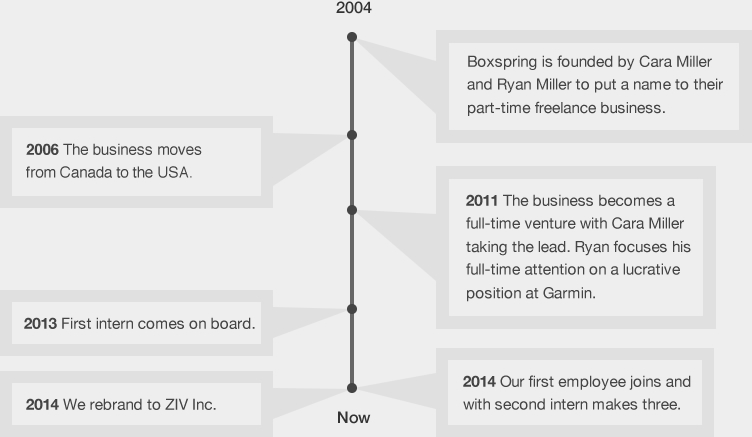 2004
Boxspring is founded by Cara Miller
and Ryan Miller to put a name to their
part-time freelance business.
2006 The business moves
from Canada to the USA.
2011 The business becomes a
full-time venture with Cara Miller
taking the lead. Ryan focuses his
full-time attention on a lucrative
position at Garmin.
2013 First intern comes on board.
2014 Our first employee joins and
with second intern makes three.
2014 We rebrand to ZIV Inc.
Now